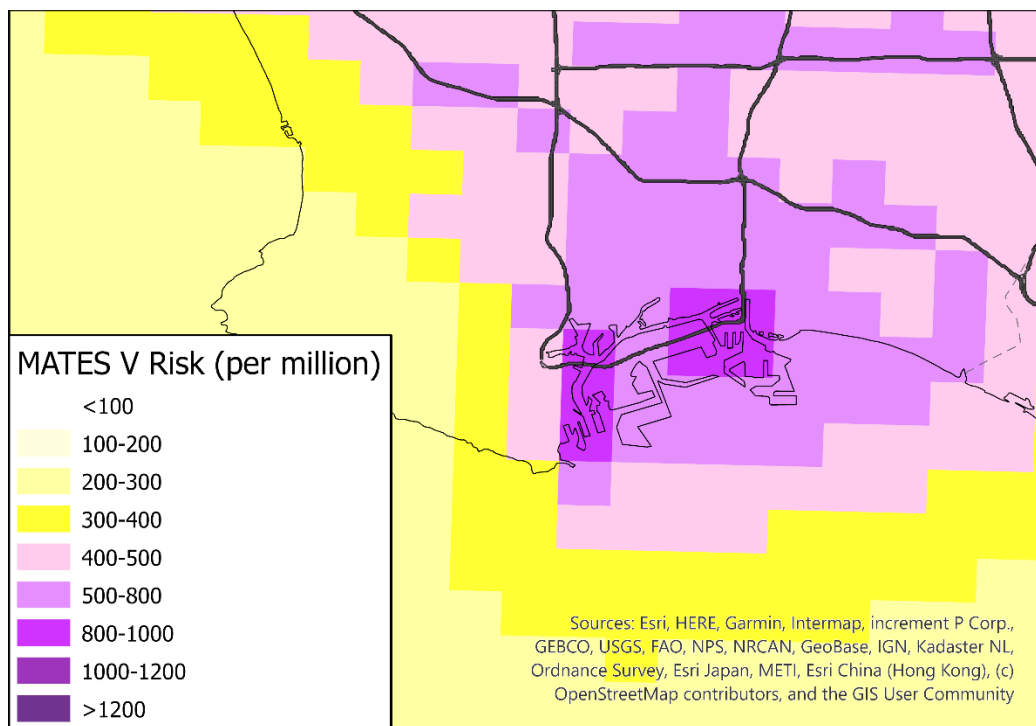 MATES V Risk (per million)
<100
100-200
200-300
300-400
400-500
500-800
800-1000
1000-1200
>1200
Sources: Esri, HERE, Garmin, Intermap, increment P Corp.,
GEBCO, USGS, FAO, NPS, NRCAN, GeoBase, IGN, Kadaster NL,
Ordnance Survey, Esri Japan, METI, Esri China (Hong Kong), (c)
OpenStreetMap contributors, and the GIS User Community